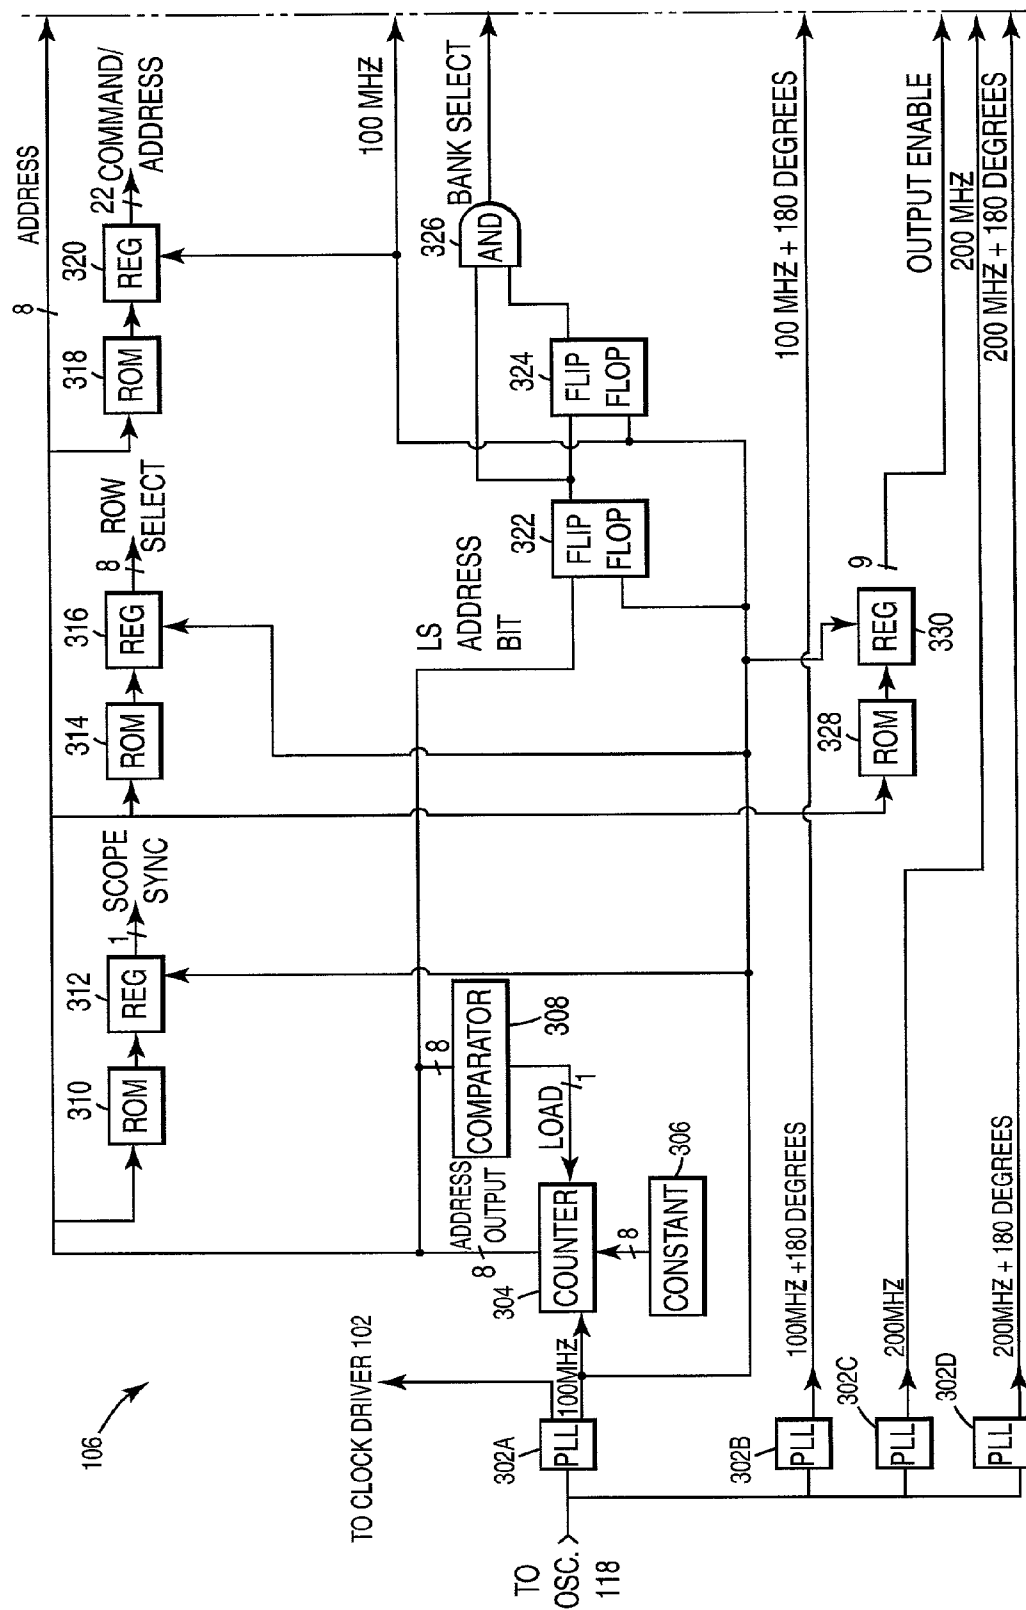 106
TO CLOCK DRIVER 102
TO
OSC.
118
302A
PLL
100MHZ
302B
PLL
100MHZ +180 DEGREES
100 MHZ + 180 DEGREES
302C
PLL
200MHZ
200 MHZ
302D
PLL
200MHZ + 180 DEGREES
200 MHZ + 180 DEGREES
304
COUNTER
8
ADDRESS
OUTPUT
306
CONSTANT
8
LOAD
1
COMPARATOR
308
8
310
ROM
312
REG
1
SCOPE
SYNC
314
ROM
316
REG
8
ROW
SELECT
318
ROM
320
REG
22
COMMAND/
ADDRESS
8
ADDRESS
100 MHZ
LS
ADDRESS
BIT
322
FLIP
FLOP
324
FLIP
FLOP
326
AND
BANK SELECT
328
ROM
REG
330
9
OUTPUT ENABLE